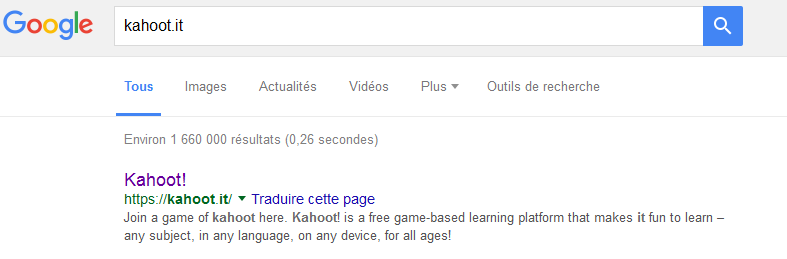 Google kahoot.it
Tous Images Actualités Vidéos Plus Outils de recherche
Environ 1 660 000 résultats (0,26 secondes)
Kahoot!
https://kahoot.it/ Traduire cette page
Join a game of kahoot here. Kahoot! is a free game-based learning platform that makes it fun to learn –
any subject, in any language, on any device, for all ages!